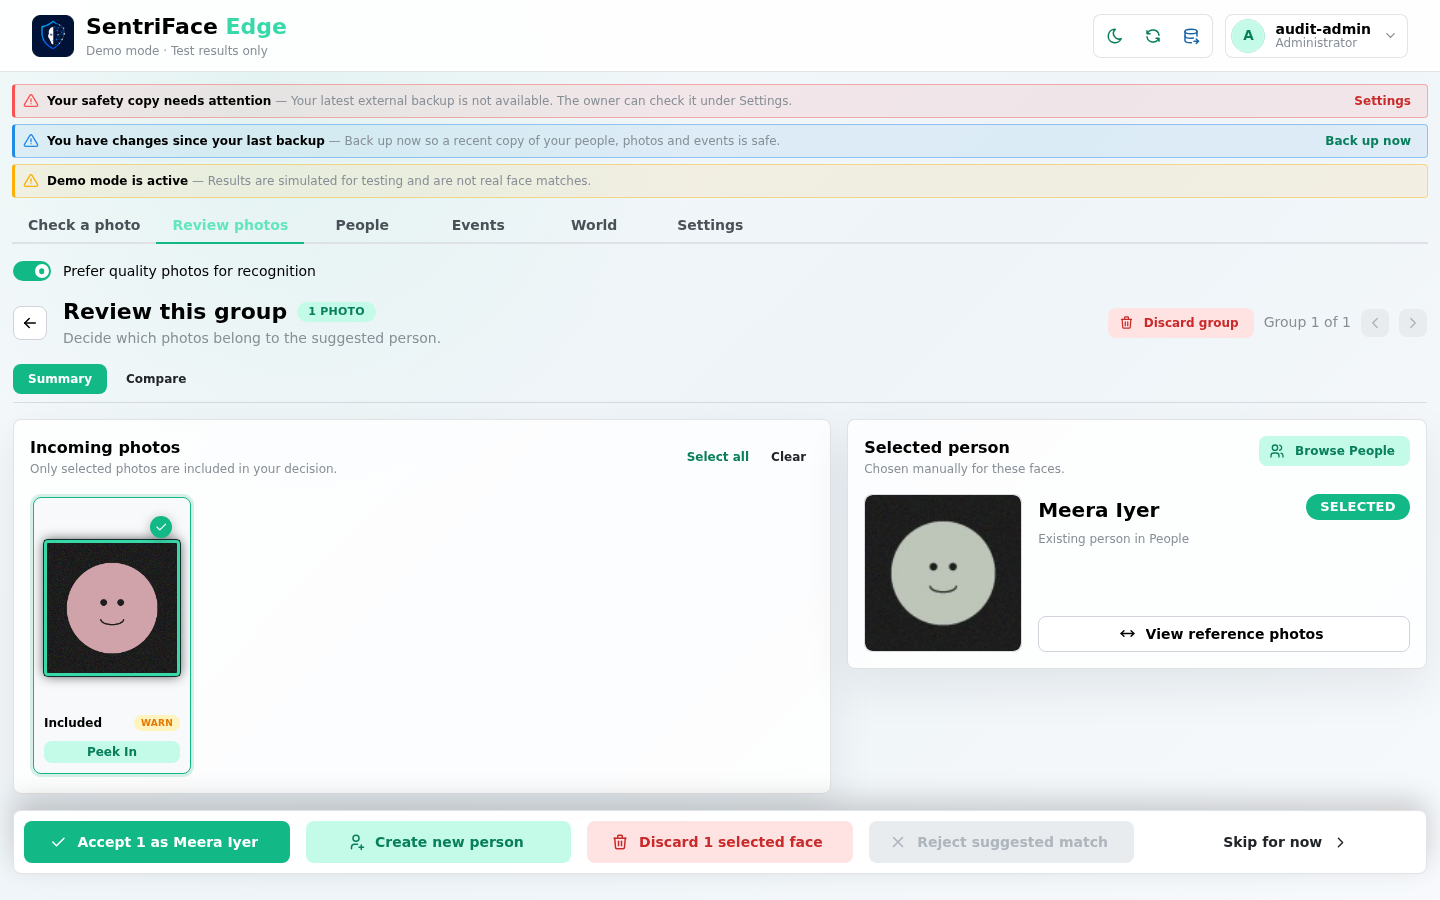 SentriFace Edge
Demo mode · Test results only
A
audit-admin
Administrator
Your safety copy needs attention — Your latest external backup is not available. The owner can check it under Settings.
Settings
You have changes since your last backup — Back up now so a recent copy of your people, photos and events is safe.
Back up now
Demo mode is active — Results are simulated for testing and are not real face matches.
Check a photo
Review photos
People
Events
World
Settings
Prefer quality photos for recognition
Review this group
1 PHOTO
Decide which photos belong to the suggested person.
Discard group
Group 1 of 1
Summary
Compare
Incoming photos
Only selected photos are included in your decision.
Select all
Clear
Included
WARN
Peek In
Selected person
Chosen manually for these faces.
Browse People
Meera Iyer
SELECTED
Existing person in People
View reference photos
Accept 1 as Meera Iyer
Create new person
Discard 1 selected face
Reject suggested match
Skip for now